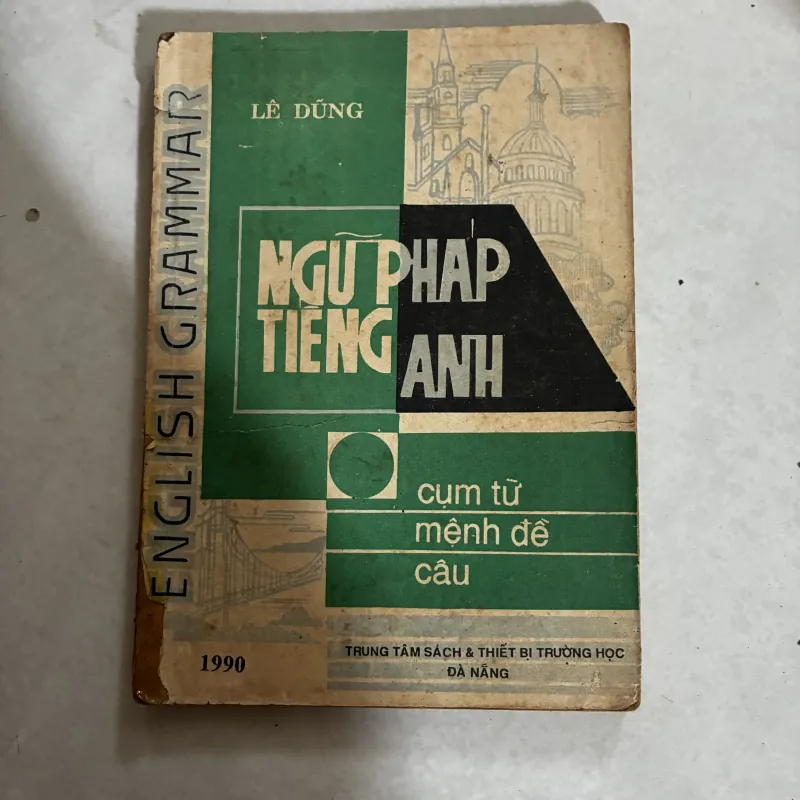 LÊ DŨNG
ENGLISH GRAMMAR
NGỮ PHÁP
TIẾNG ANH
cụm từ
mệnh đề
câu
1990
TRUNG TÂM SÁCH & THIẾT BỊ TRƯỜNG HỌC
ĐÀ NẴNG